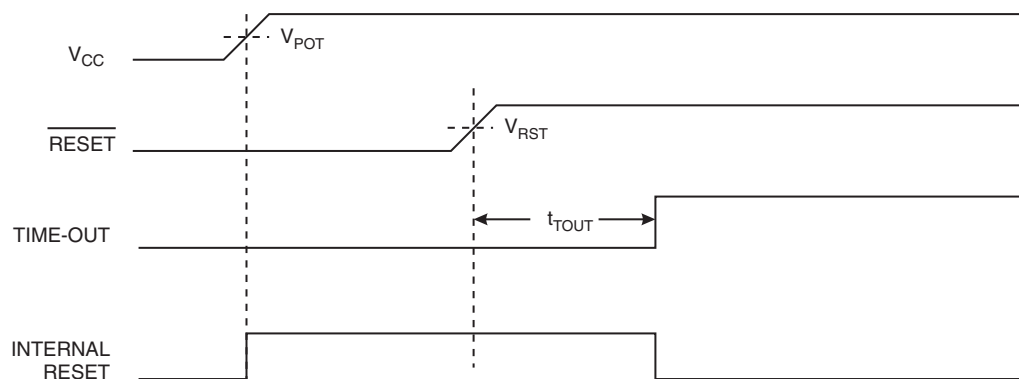 V_POT
V_CC
RESET
V_RST
t_TOUT
TIME-OUT
INTERNAL
RESET